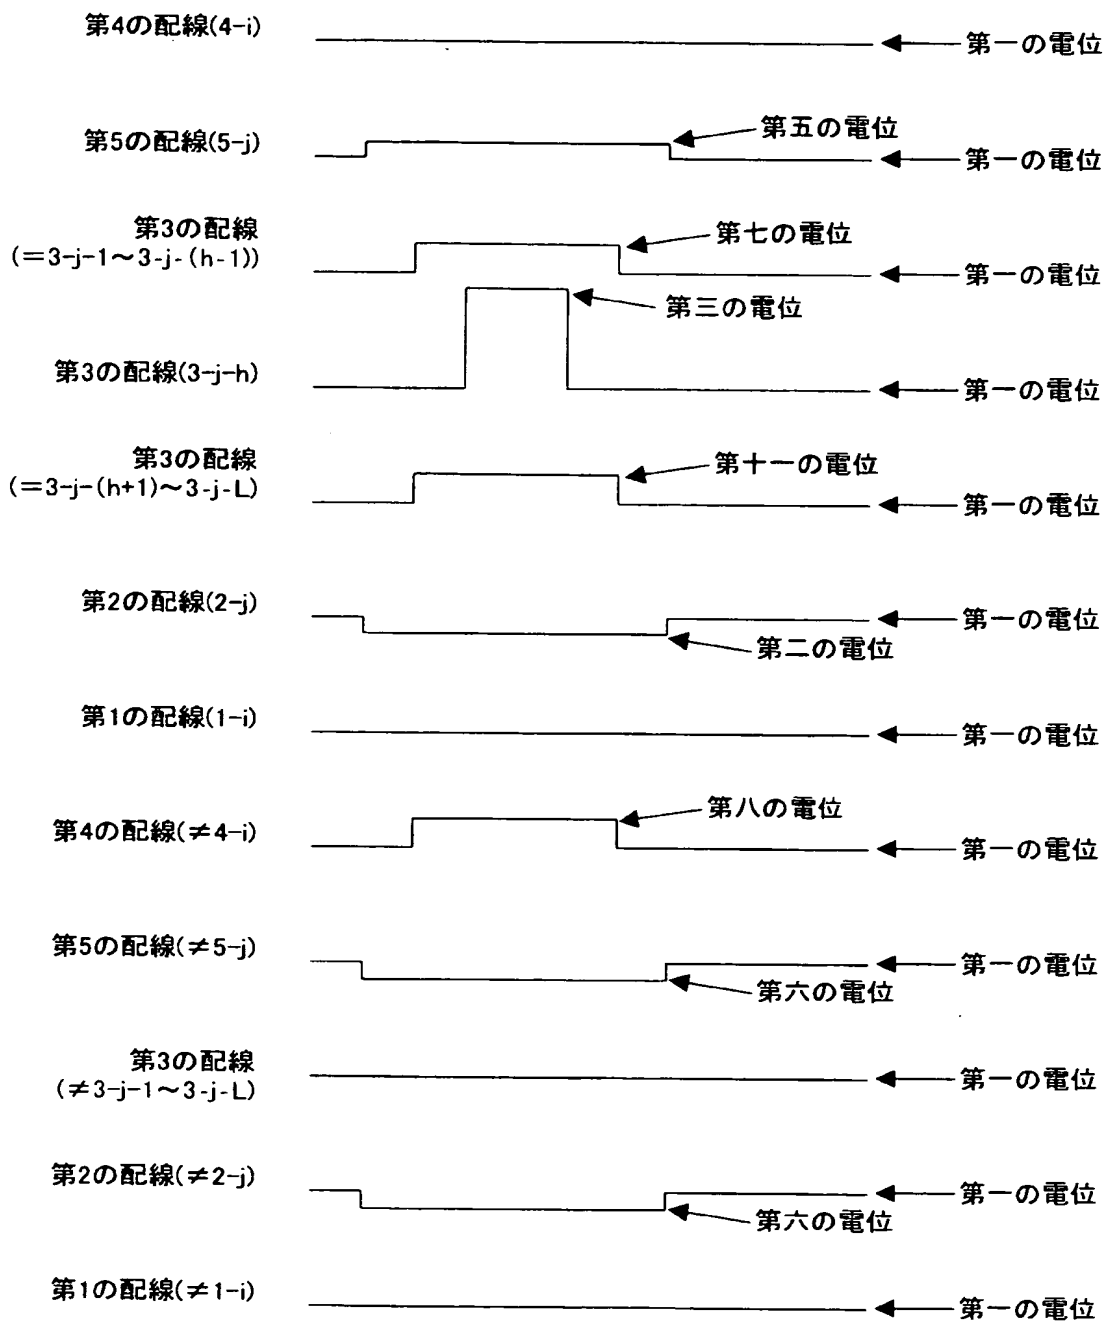 第4の配線(4-i)
第一の電位
第5の配線(5-j)
第五の電位
第一の電位
第3の配線
(=3-j-1～3-j-(h-1))
第七の電位
第一の電位
第三の電位
第3の配線(3-j-h)
第一の電位
第3の配線
(=3-j-(h+1)～3-j-L)
第十一の電位
第一の電位
第2の配線(2-j)
第一の電位
第二の電位
第1の配線(1-i)
第一の電位
第八の電位
第4の配線(≠4-i)
第一の電位
第5の配線(≠5-j)
第一の電位
第六の電位
第3の配線
(≠3-j-1～3-j-L)
第一の電位
第2の配線(≠2-j)
第一の電位
第六の電位
第1の配線(≠1-i)
第一の電位